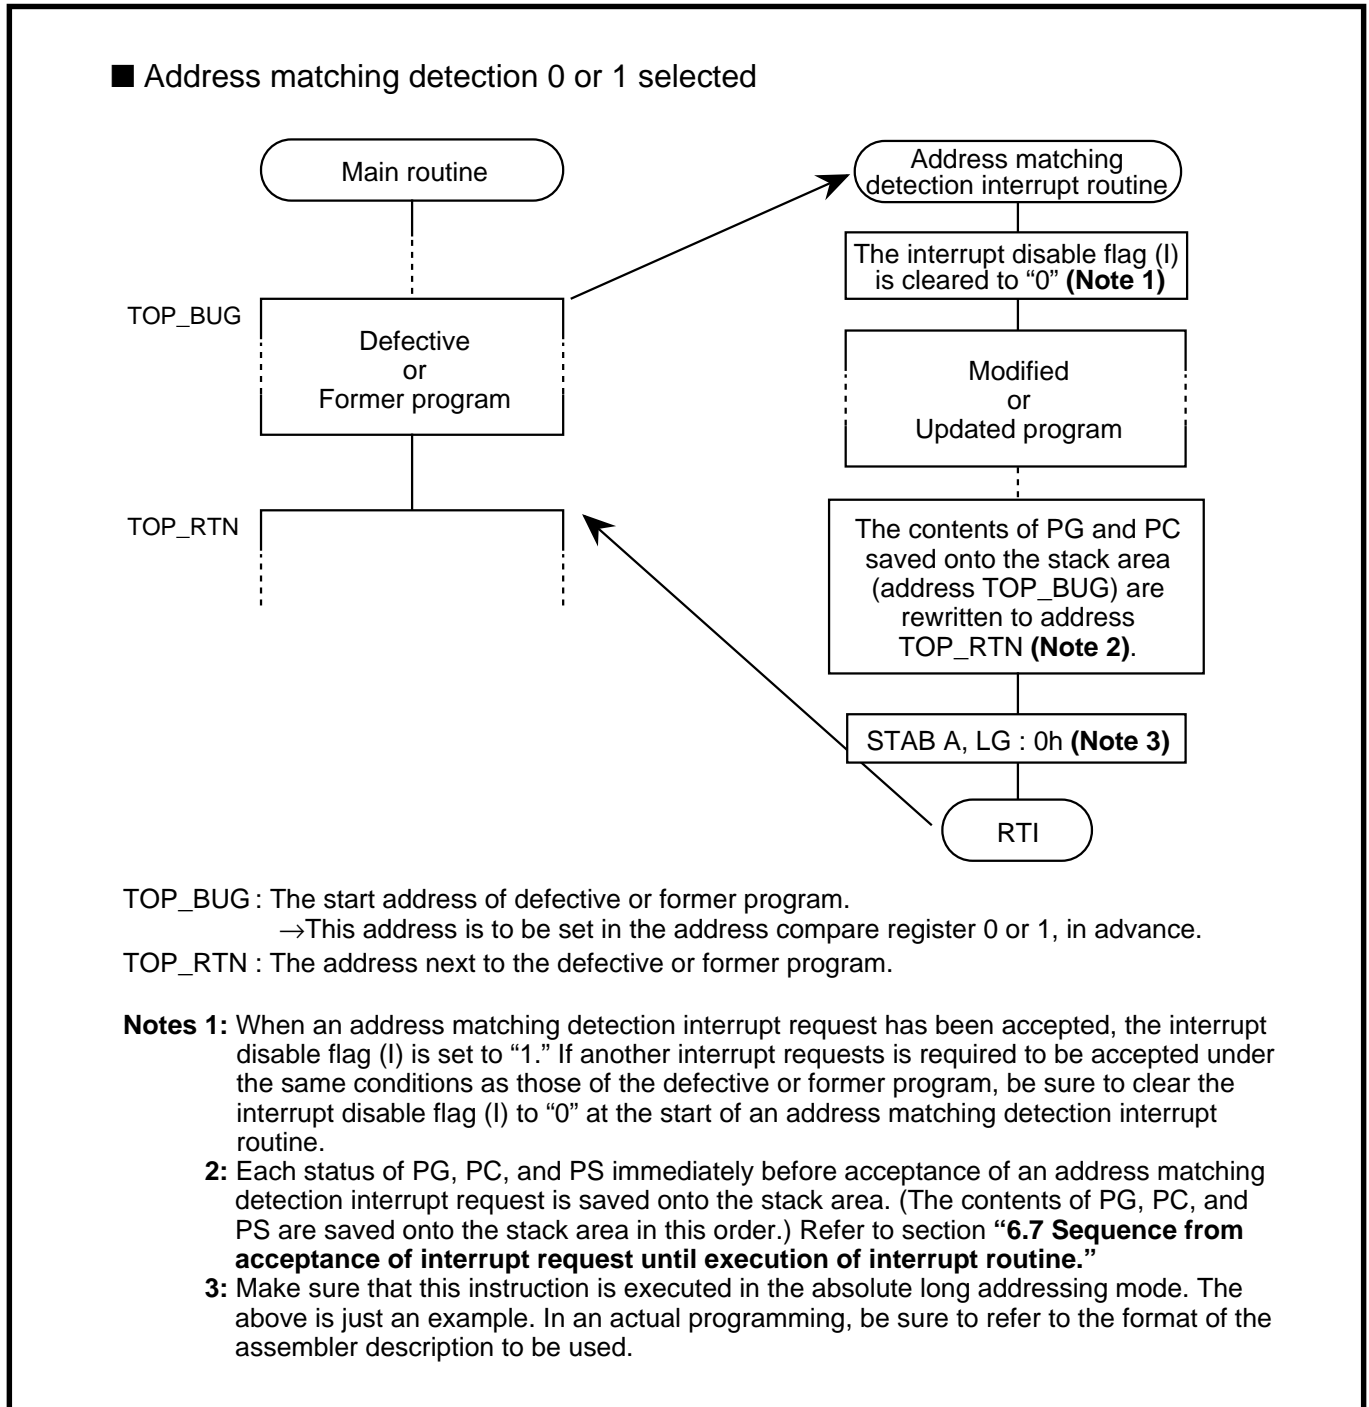 ■ Address matching detection 0 or 1 selected
Main routine
TOP_BUG
Defective
or
Former program
TOP_RTN
Address matching
detection interrupt routine
The interrupt disable flag (I)
is cleared to “0” (Note 1)
Modified
or
Updated program
The contents of PG and PC
saved onto the stack area
(address TOP_BUG) are
rewritten to address
TOP_RTN (Note 2).
STAB A, LG : 0h (Note 3)
RTI
TOP_BUG : The start address of defective or former program.
→This address is to be set in the address compare register 0 or 1, in advance.
TOP_RTN : The address next to the defective or former program.
Notes 1: When an address matching detection interrupt request has been accepted, the interrupt
disable flag (I) is set to “1.” If another interrupt requests is required to be accepted under
the same conditions as those of the defective or former program, be sure to clear the
interrupt disable flag (I) to “0” at the start of an address matching detection interrupt
routine.
2: Each status of PG, PC, and PS immediately before acceptance of an address matching
detection interrupt request is saved onto the stack area. (The contents of PG, PC, and
PS are saved onto the stack area in this order.) Refer to section “6.7 Sequence from
acceptance of interrupt request until execution of interrupt routine.”
3: Make sure that this instruction is executed in the absolute long addressing mode. The
above is just an example. In an actual programming, be sure to refer to the format of the
assembler description to be used.